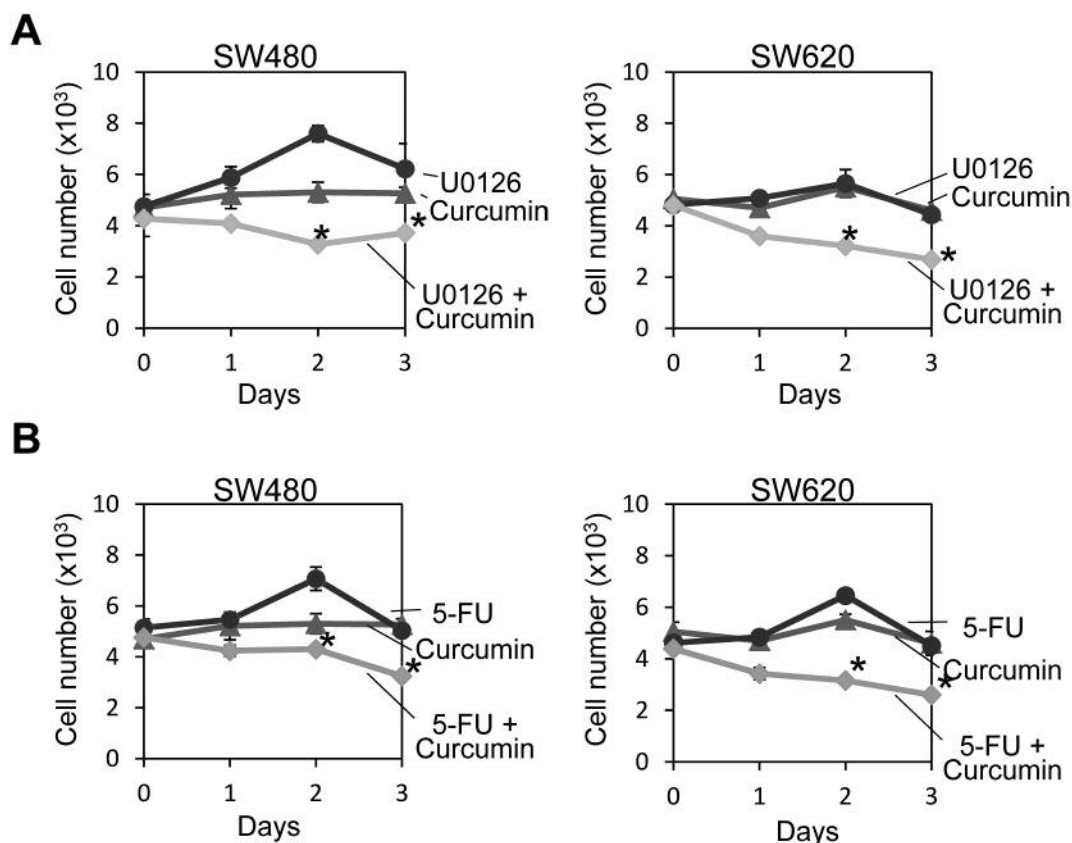 A
SW480
Cell number (x10³)
10
8
6
4
2
0
0 1 2 3
Days
U0126
Curcumin
*
*
U0126 +
Curcumin
SW620
Cell number (x10³)
10
8
6
4
2
0
0 1 2 3
Days
U0126
Curcumin
*
*
U0126 +
Curcumin
B
SW480
Cell number (x10³)
10
8
6
4
2
0
0 1 2 3
Days
5-FU
Curcumin
*
*
5-FU +
Curcumin
SW620
Cell number (x10³)
10
8
6
4
2
0
0 1 2 3
Days
5-FU
Curcumin
*
*
5-FU +
Curcumin